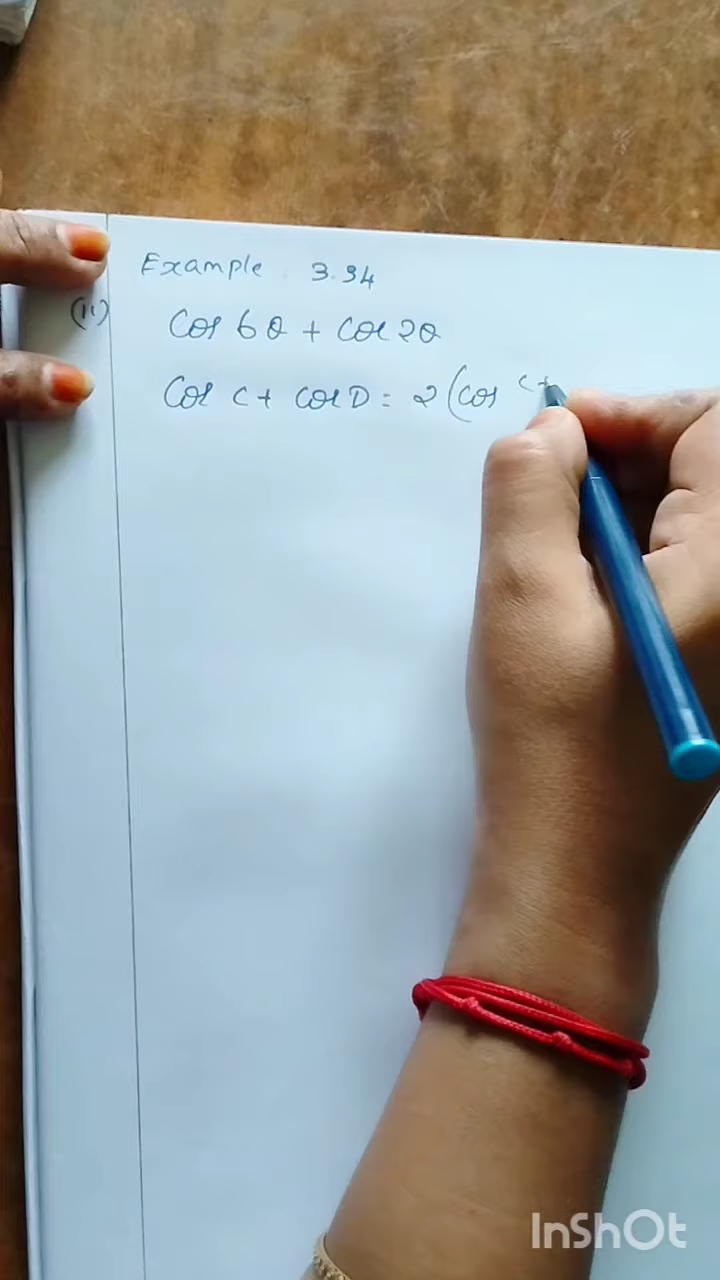 Example 3.34
(ii) Cos 6θ + Cos 2θ
Cos C + Cos D = 2 (Cos C +
InShOt